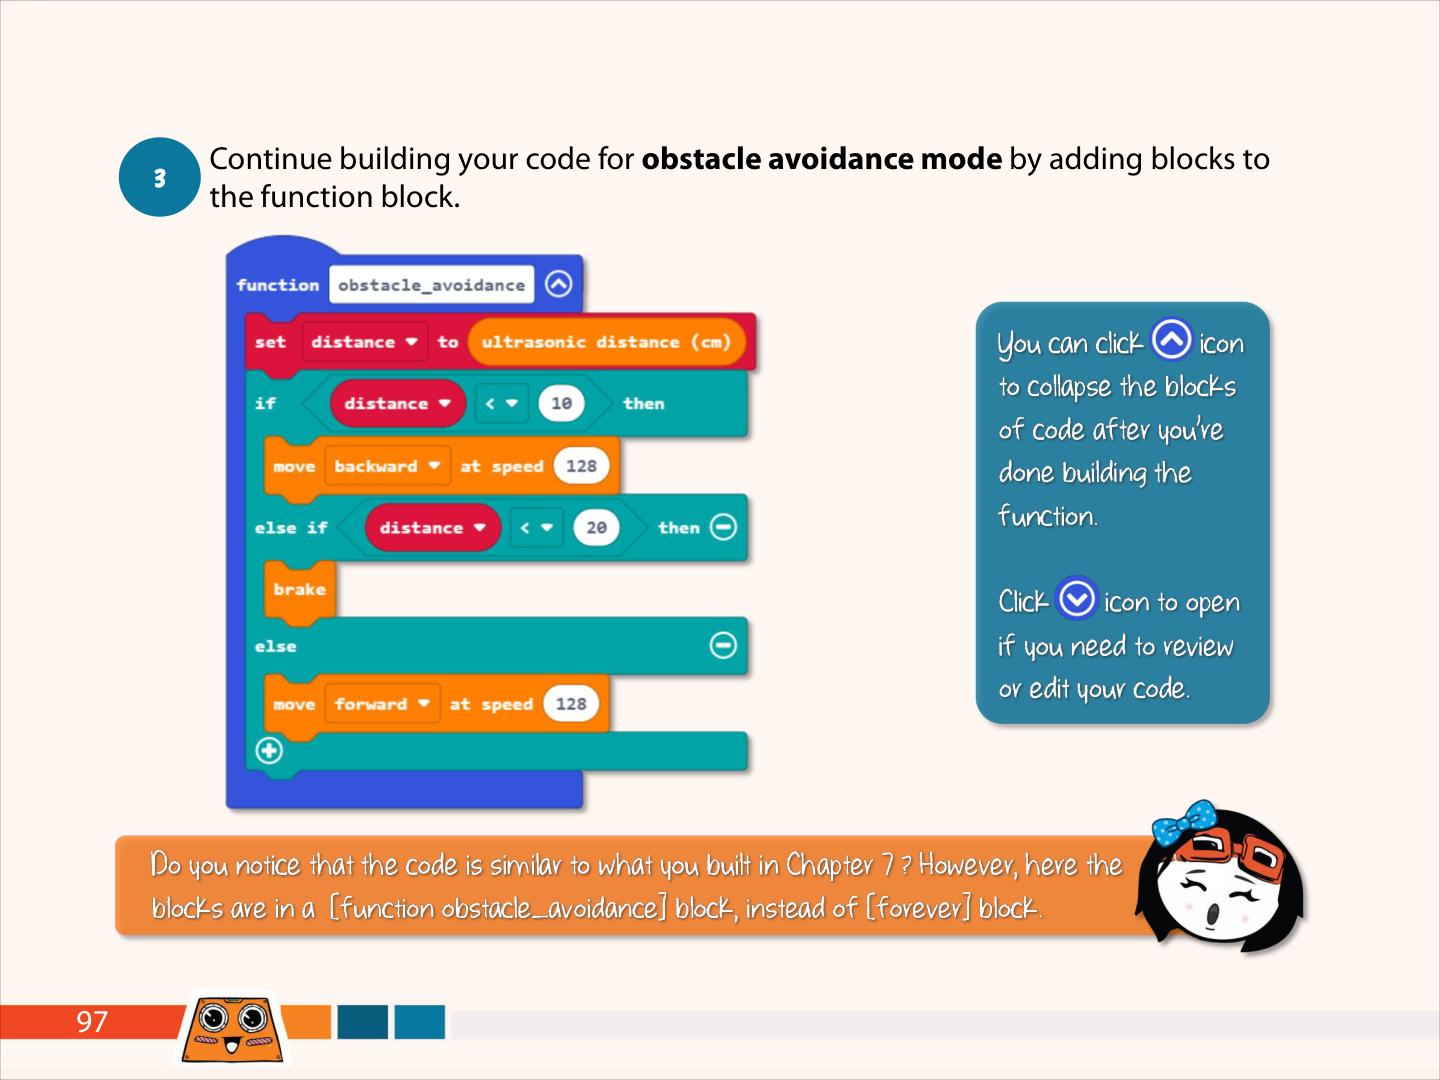 3
Continue building your code for obstacle avoidance mode by adding blocks to
the function block.
function obstacle_avoidance
set distance to ultrasonic distance (cm)
if distance < 10 then
move backward at speed 128
else if distance < 20 then
brake
else
move forward at speed 128
You can click icon
to collapse the blocks
of code after you're
done building the
function.
Click icon to open
if you need to review
or edit your code.
Do you notice that the code is similar to what you built in Chapter 7 ? However, here the
blocks are in a [function obstacle_avoidance] block, instead of [forever] block.
97